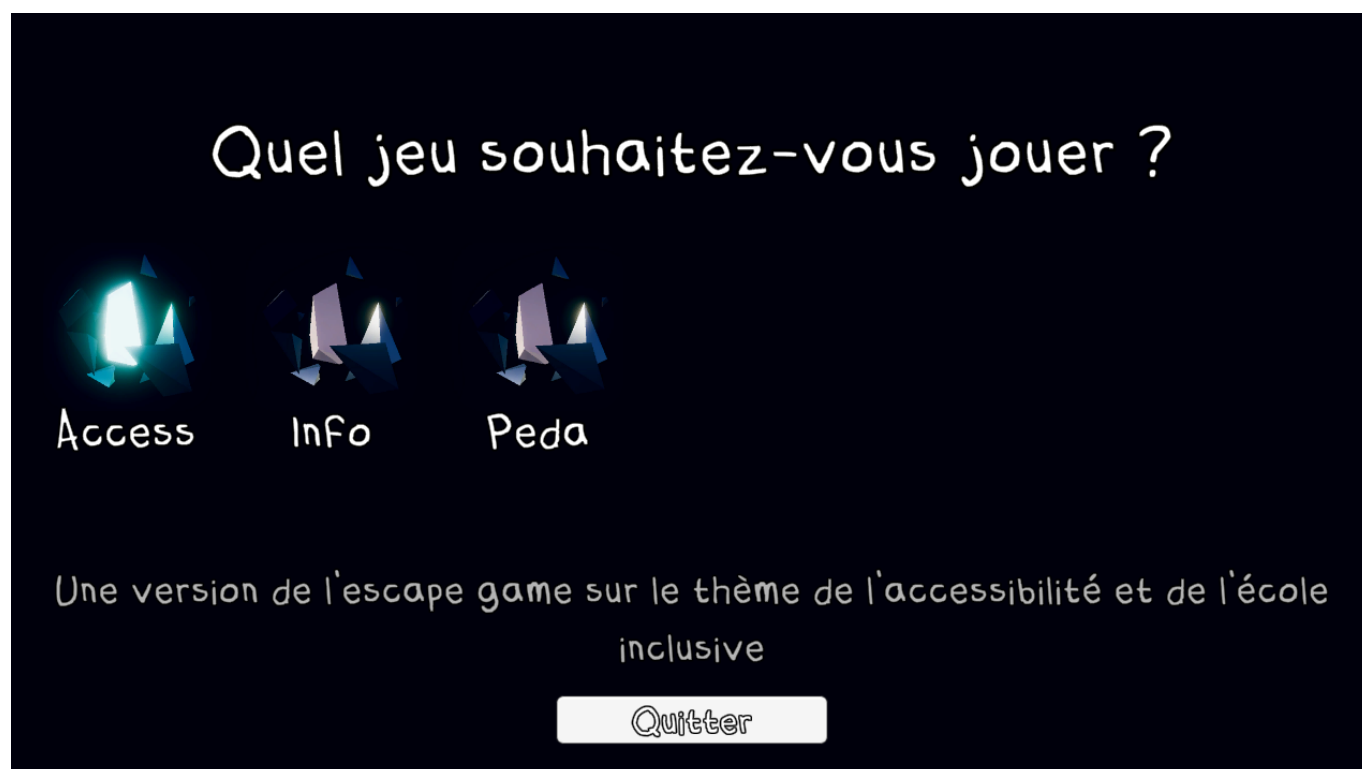 Quel jeu souhaitez-vous jouer ?
Access
Info
Peda
Une version de l'escape game sur le thème de l'accessibilité et de l'école
inclusive
Quitter